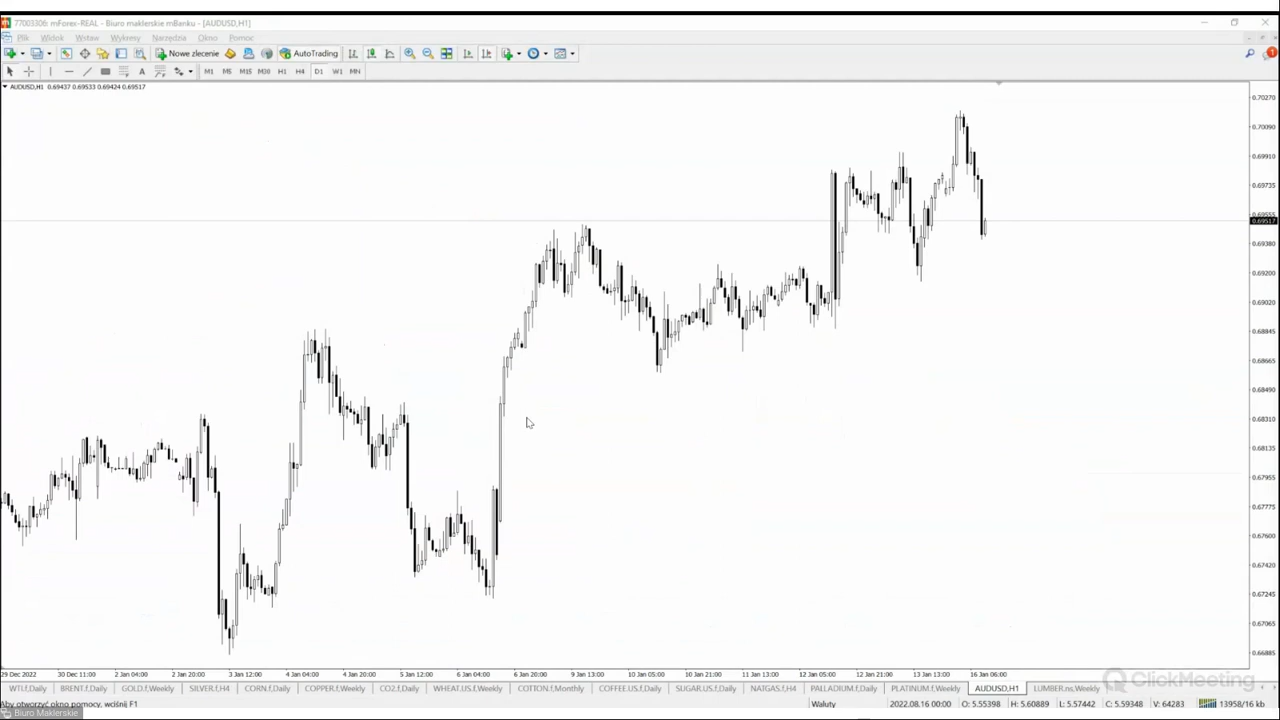 77003306: mForex-REAL - Biuro maklerskie mBanku - [AUDUSD,H1]
Plik Widok Wstaw Wykresy Narzędzia Okno Pomoc
Nowe zlecenie AutoTrading
A M1 M5 M15 M30 H1 H4 D1 W1 MN
AUDUSD,H1 0.69437 0.69533 0.69424 0.69517
0.70270
0.70090
0.69910
0.69735
0.69555
0.69517
0.69380
0.69200
0.69020
0.68845
0.68665
0.68490
0.68310
0.68135
0.67955
0.67775
0.67600
0.67420
0.67245
0.67065
0.66885
29 Dec 2022 30 Dec 11:00 2 Jan 04:00 2 Jan 20:00 3 Jan 12:00 4 Jan 04:00 4 Jan 20:00 5 Jan 12:00 6 Jan 04:00 6 Jan 20:00 9 Jan 13:00 10 Jan 05:00 10 Jan 21:00 11 Jan 13:00 12 Jan 05:00 12 Jan 21:00 13 Jan 13:00 16 Jan 06:00
WTI.f,Daily BRENT.f,Daily GOLD.f,Weekly SILVER.f,H4 CORN.f,Daily COPPER.f,Weekly CO2.f,Daily WHEAT.US.f,Weekly COTTON.f,Monthly COFFEE.US.f,Daily SUGAR.US.f,Daily NATGAS.f,H4 PALLADIUM.f,Daily PLATINUM.f,Weekly AUDUSD,H1 LUMBER.ns,Weekly
ClickMeeting
Aby otworzyć okno pomocy, wciśnij F1 Waluty 2022.08.16 00:00 O: 5.55398 H: 5.60889 L: 5.57442 C: 5.59348 V: 64283 13958/16 kb
Biuro Maklerskie